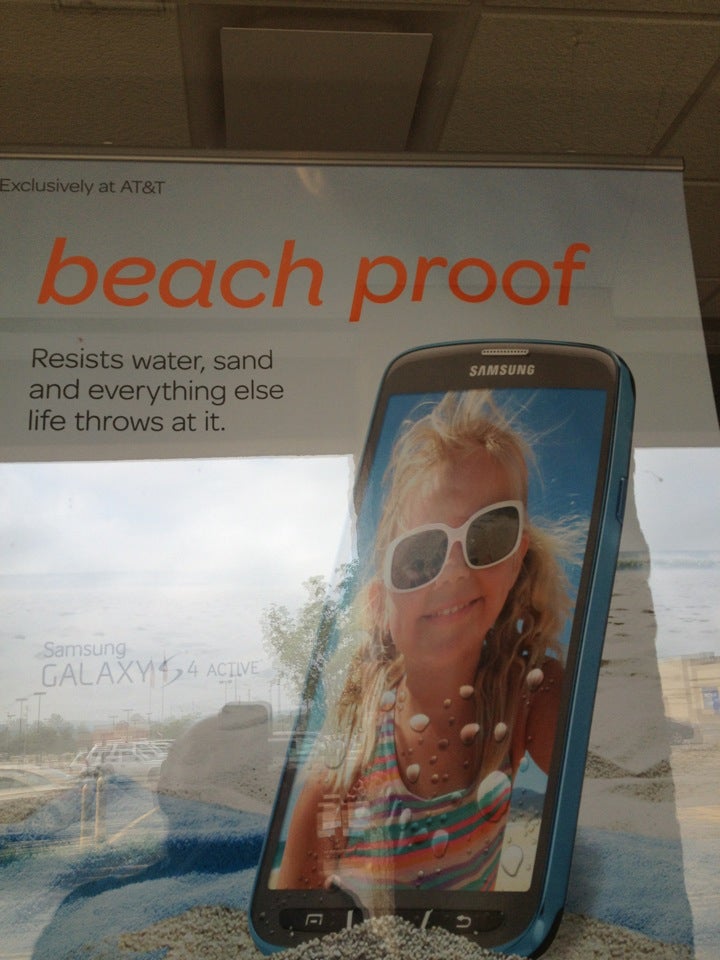 Exclusively at AT&T
beach proof
Resists water, sand
and everything else
life throws at it.
SAMSUNG
Samsung
GALAXY S4 ACTIVE